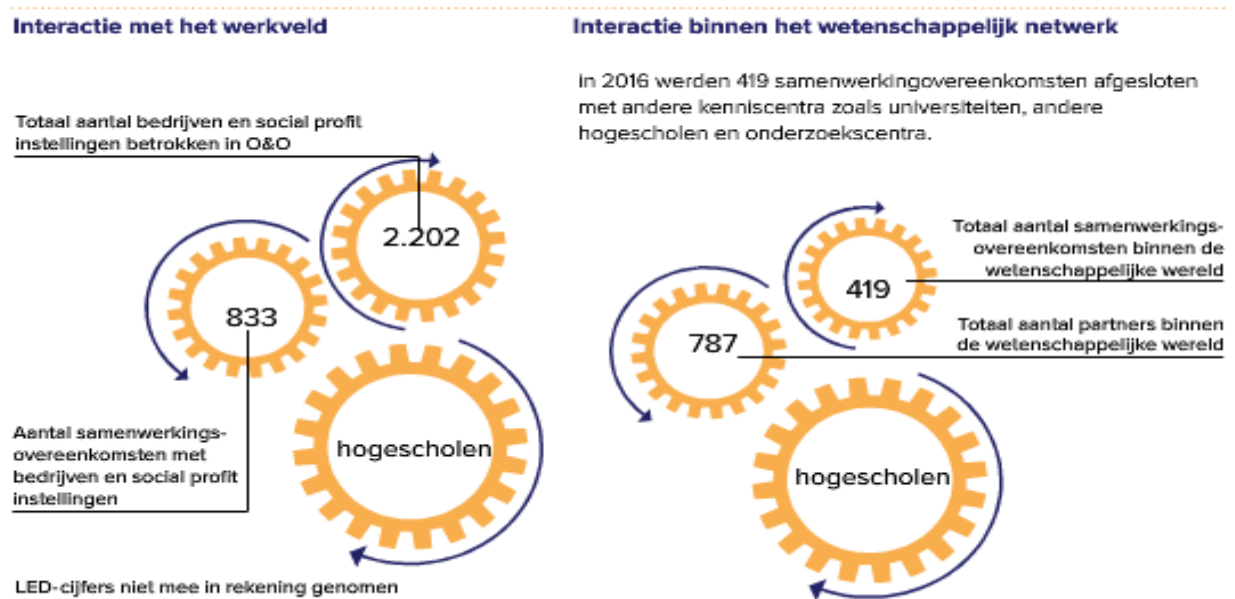 Interactie met het werkveld
Totaal aantal bedrijven en social profit
instellingen betrokken in O&O
2.202
833
Aantal samenwerkings-
overeenkomsten met
bedrijven en social profit
instellingen
hogescholen
LED-cijfers niet mee in rekening genomen
Interactie binnen het wetenschappelijk netwerk
In 2016 werden 419 samenwerkingovereenkomsten afgesloten
met andere kenniscentra zoals universiteiten, andere
hogescholen en onderzoekscentra.
Totaal aantal samenwerkings-
overeenkomsten binnen de
wetenschappelijke wereld
419
Totaal aantal partners binnen
de wetenschappelijke wereld
787
hogescholen